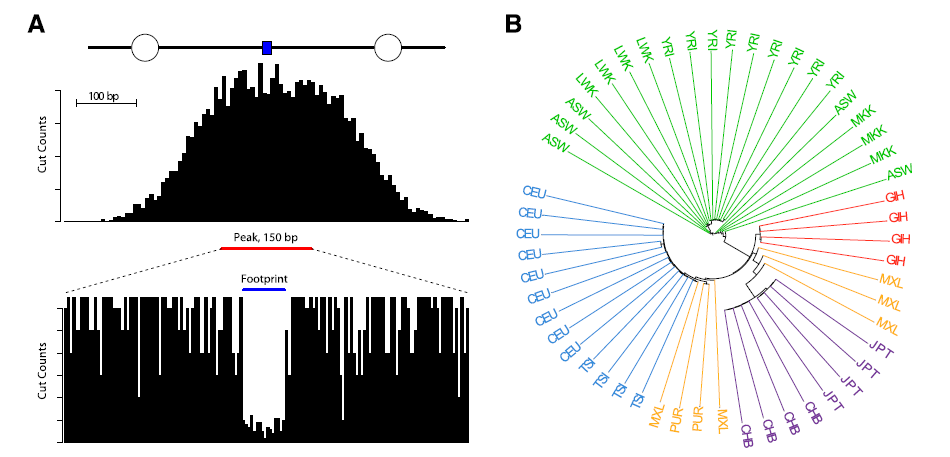 A
100 bp
Cut Counts
Peak, 150 bp
Footprint
Cut Counts
B
ASW
ASW
ASW
LWK
LWK
LWK
LWK
YRI
YRI
YRI
YRI
YRI
YRI
YRI
YRI
ASW
MKK
MKK
MKK
ASW
GIH
GIH
GIH
GIH
MXL
MXL
MXL
JPT
JPT
JPT
JPT
CHB
CHB
CHB
CHB
MXL
PUR
PUR
MXL
TSI
TSI
TSI
TSI
CEU
CEU
CEU
CEU
CEU
CEU
CEU
CEU
CEU